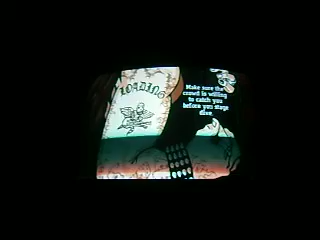 LOADING
Make sure the
crowd is willing
to catch you
before you stage
dive.